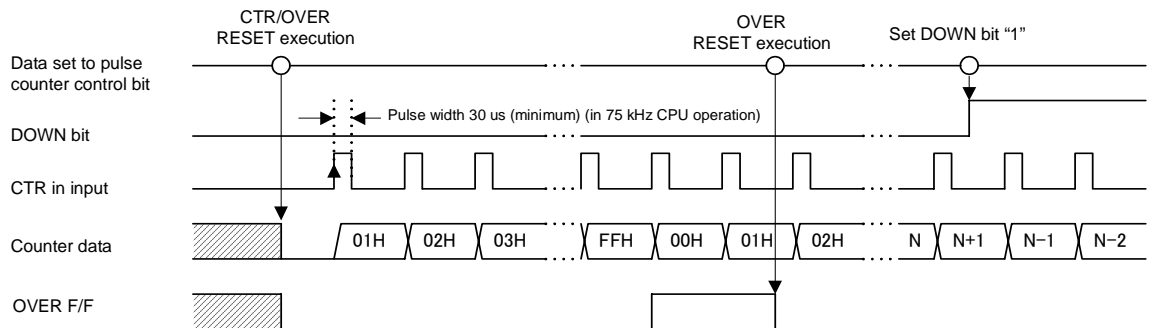 CTR/OVER
RESET execution
OVER
RESET execution
Set DOWN bit “1”
Data set to pulse
counter control bit
Pulse width 30 us (minimum) (in 75 kHz CPU operation)
DOWN bit
CTR in input
Counter data
01H 02H 03H FFH 00H 01H 02H N N+1 N−1 N−2
OVER F/F